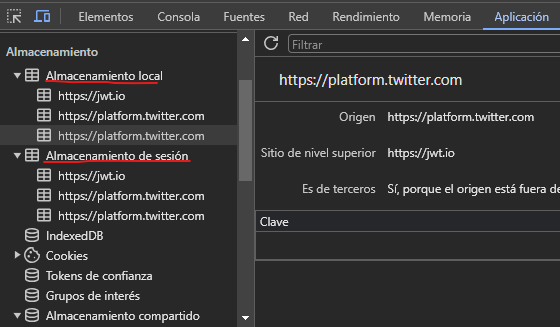 Elementos Consola Fuentes Red Rendimiento Memoria Aplicación
Almacenamiento
Almacenamiento local
https://jwt.io
https://platform.twitter.com
https://platform.twitter.com
Almacenamiento de sesión
https://jwt.io
https://platform.twitter.com
https://platform.twitter.com
IndexedDB
Cookies
Tokens de confianza
Grupos de interés
Almacenamiento compartido
Filtrar
https://platform.twitter.com
Origen https://platform.twitter.com
Sitio de nivel superior https://jwt.io
Es de terceros Sí, porque el origen está fuera de
Clave